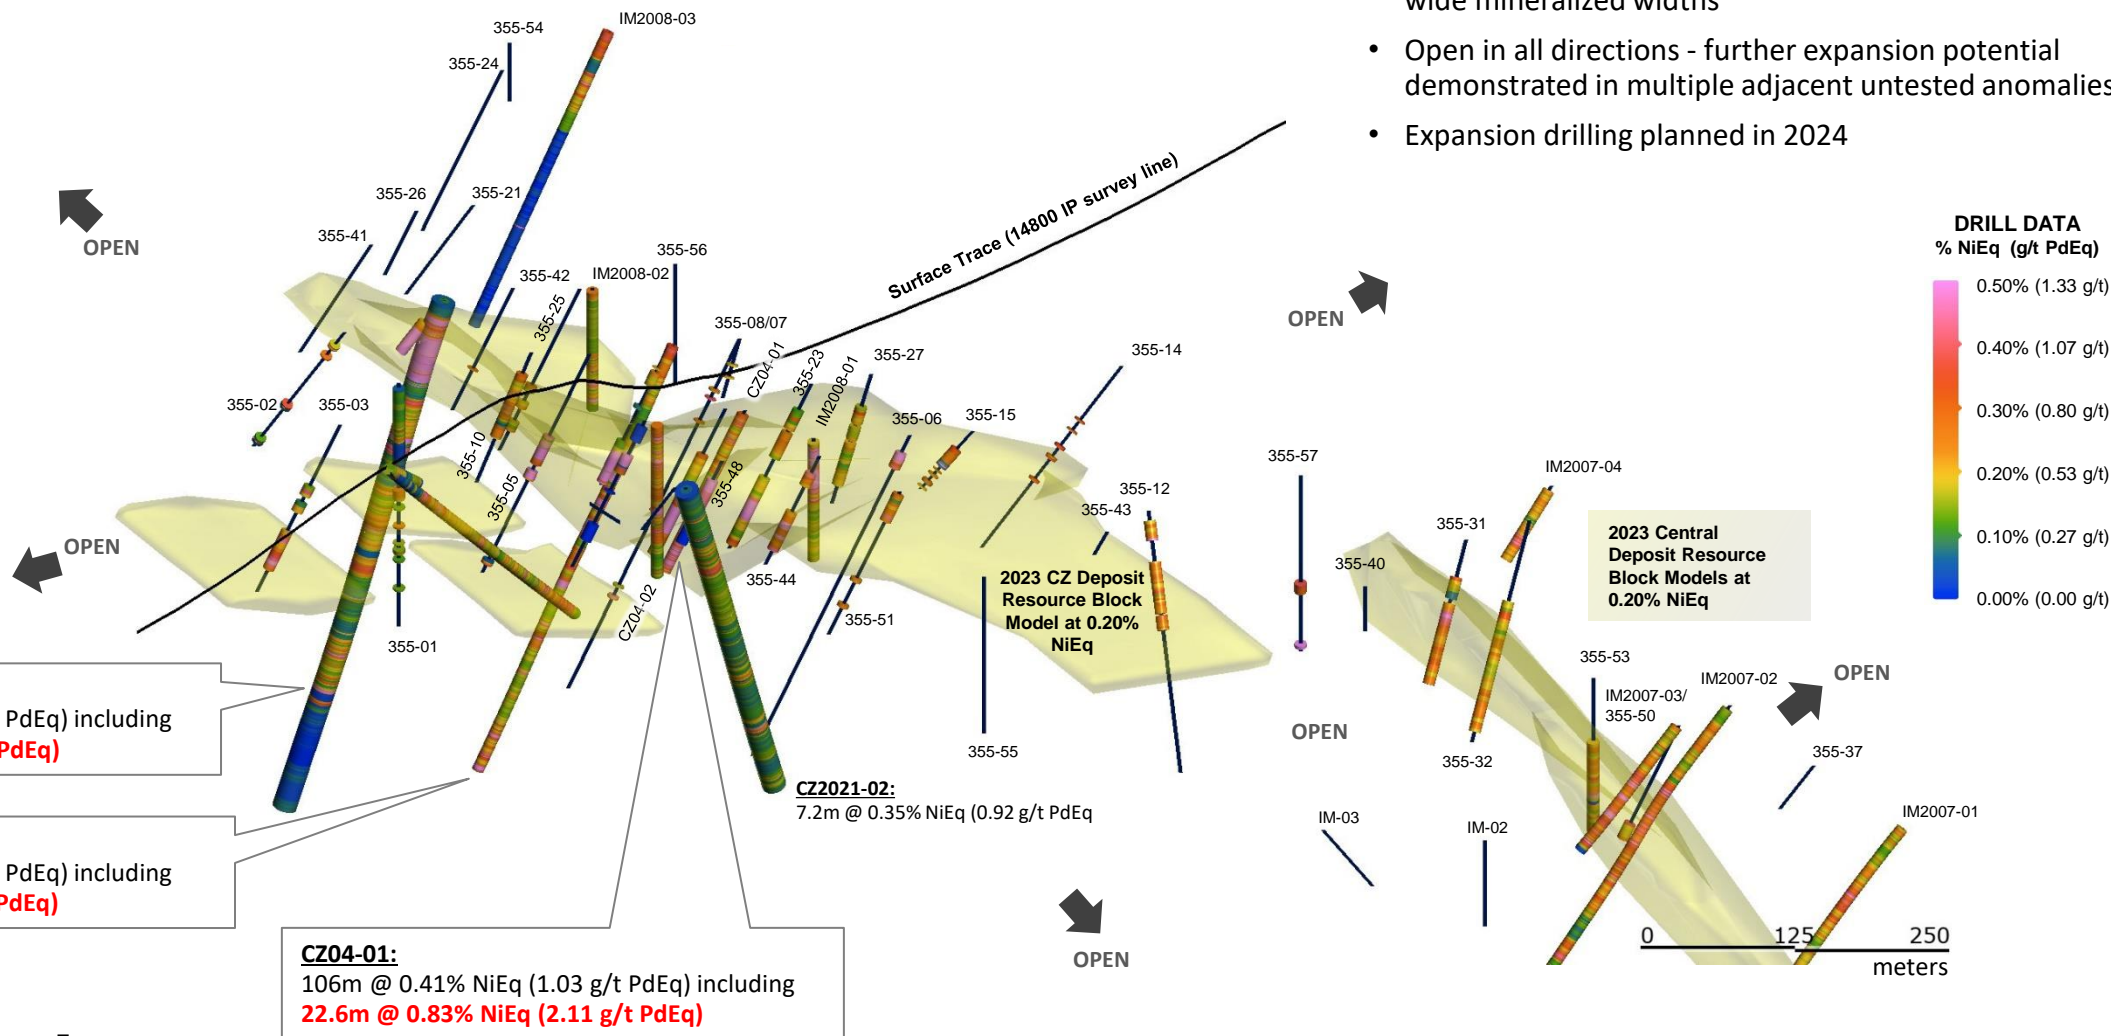 wide mineralized widths
• Open in all directions - further expansion potential
demonstrated in multiple adjacent untested anomalies
• Expansion drilling planned in 2024
IM2008-03
355-54
355-24
355-26
355-21
355-41
OPEN
355-42
IM2008-02
355-56
355-25
355-08/07
CZ04-01
355-23
IM2008-01
355-27
355-14
Surface Trace (14800 IP survey line)
OPEN
355-02
355-03
355-10
355-05
355-48
355-06
355-15
355-12
355-43
355-44
355-51
CZ04-02
355-01
OPEN
2023 CZ Deposit
Resource Block
Model at 0.20%
NiEq
355-55
355-57
IM2007-04
355-31
355-40
2023 Central
Deposit Resource
Block Models at
0.20% NiEq
355-53
IM2007-03/
355-50
IM2007-02
OPEN
OPEN
355-32
355-37
IM-03
IM-02
IM2007-01
OPEN
DRILL DATA
% NiEq (g/t PdEq)
0.50% (1.33 g/t)
0.40% (1.07 g/t)
0.30% (0.80 g/t)
0.20% (0.53 g/t)
0.10% (0.27 g/t)
0.00% (0.00 g/t)
PdEq) including
PdEq)
PdEq) including
PdEq)
CZ2021-02:
7.2m @ 0.35% NiEq (0.92 g/t PdEq
CZ04-01:
106m @ 0.41% NiEq (1.03 g/t PdEq) including
22.6m @ 0.83% NiEq (2.11 g/t PdEq)
0 125 250
meters